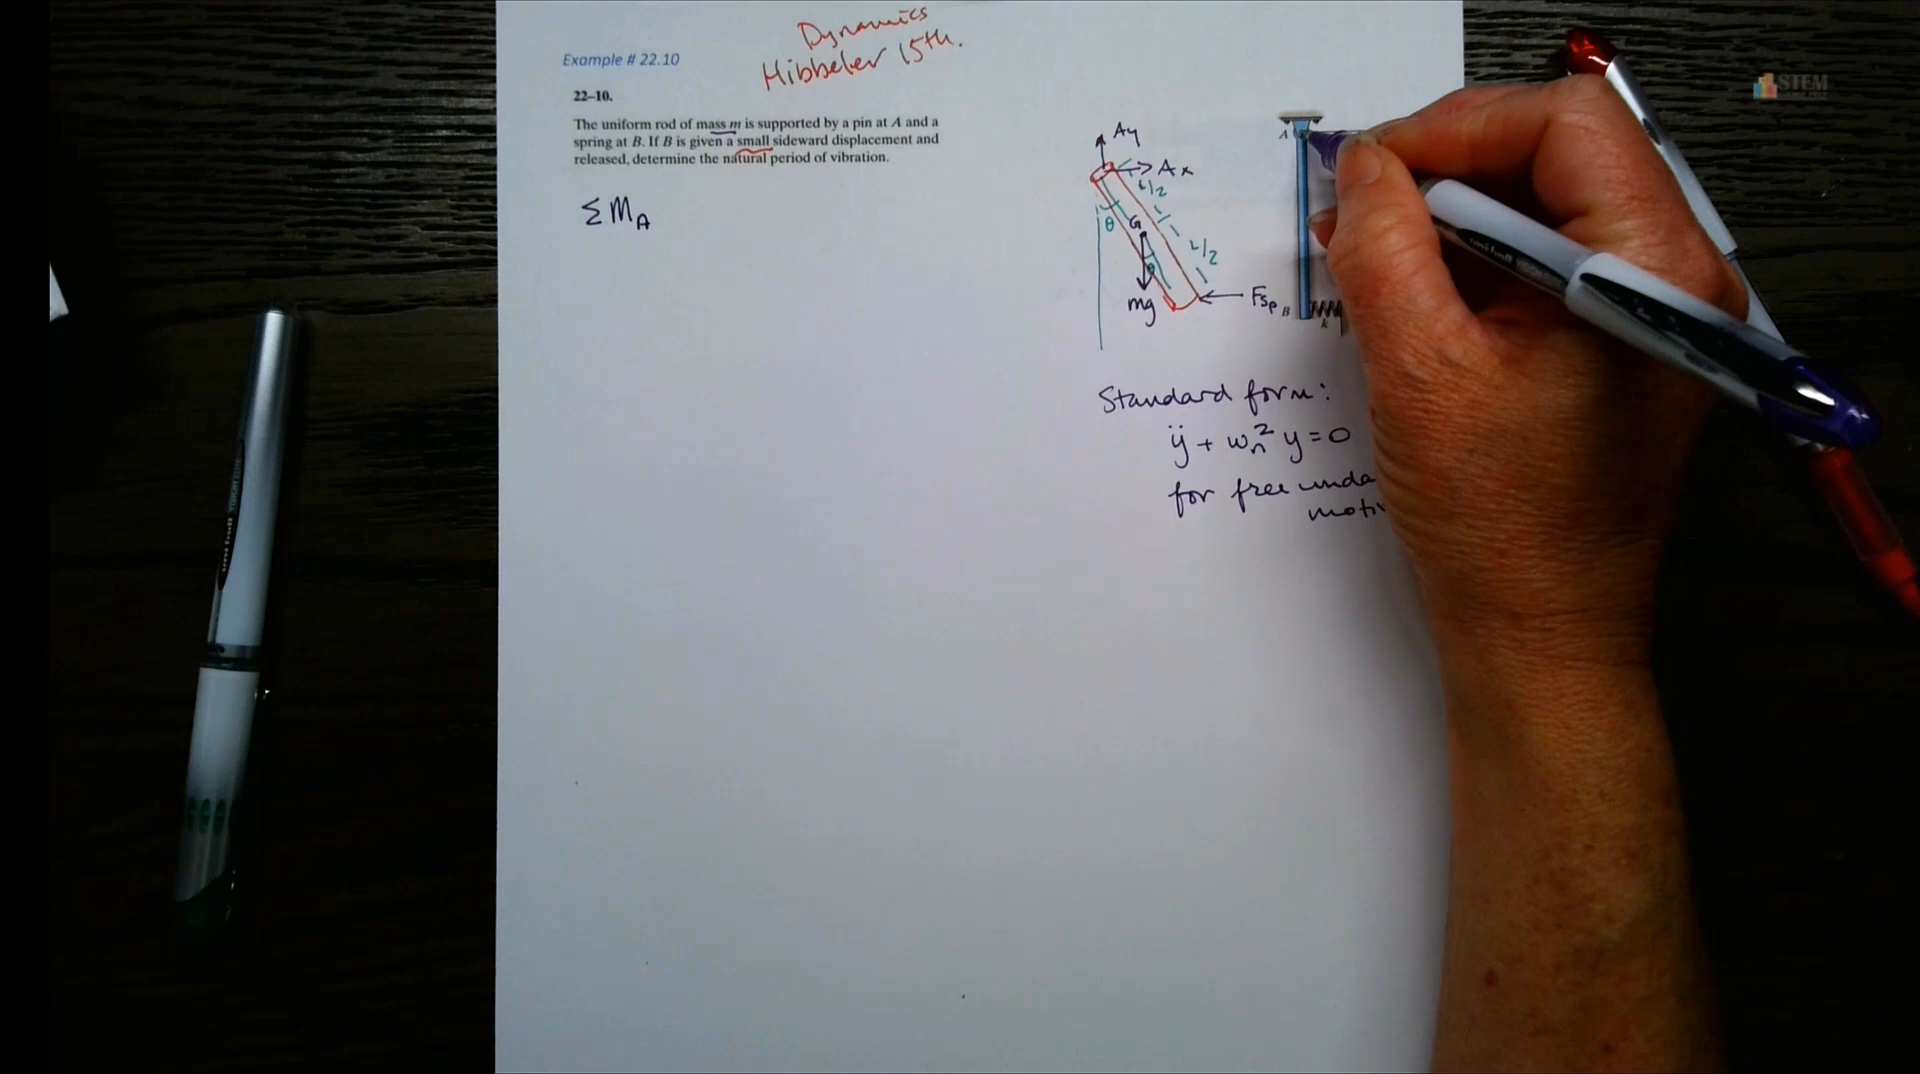 Dynamics
Hibbeler 15th.
Example # 22.10
22–10.
The uniform rod of mass m is supported by a pin at A and a
spring at B. If B is given a small sideward displacement and
released, determine the natural period of vibration.
ΣM_A
Ay
Ax
L/2
θ
G
L/2
θ
mg
Fsp
A
B
k
Standard form:
ÿ + ωn² y = 0
for free unda
moti
STEM